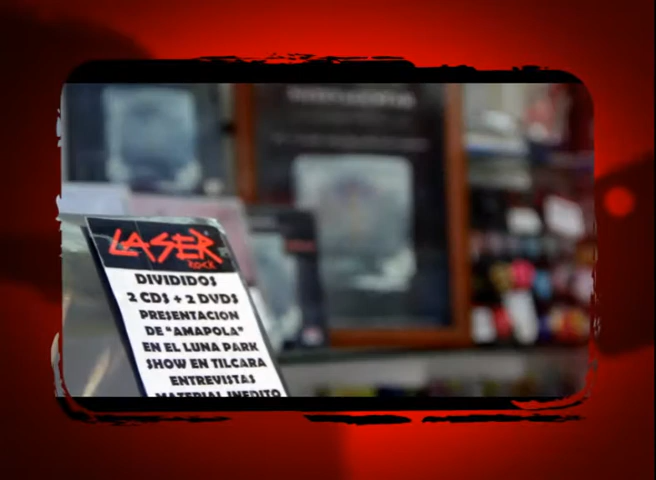 LASER
ROCK
DIVIDIDOS
2 CDS + 2 DVDS
PRESENTACION
DE "AMAPOLA"
EN EL LUNA PARK
SHOW EN TILCARA
ENTREVISTAS
MATERIAL INEDITO